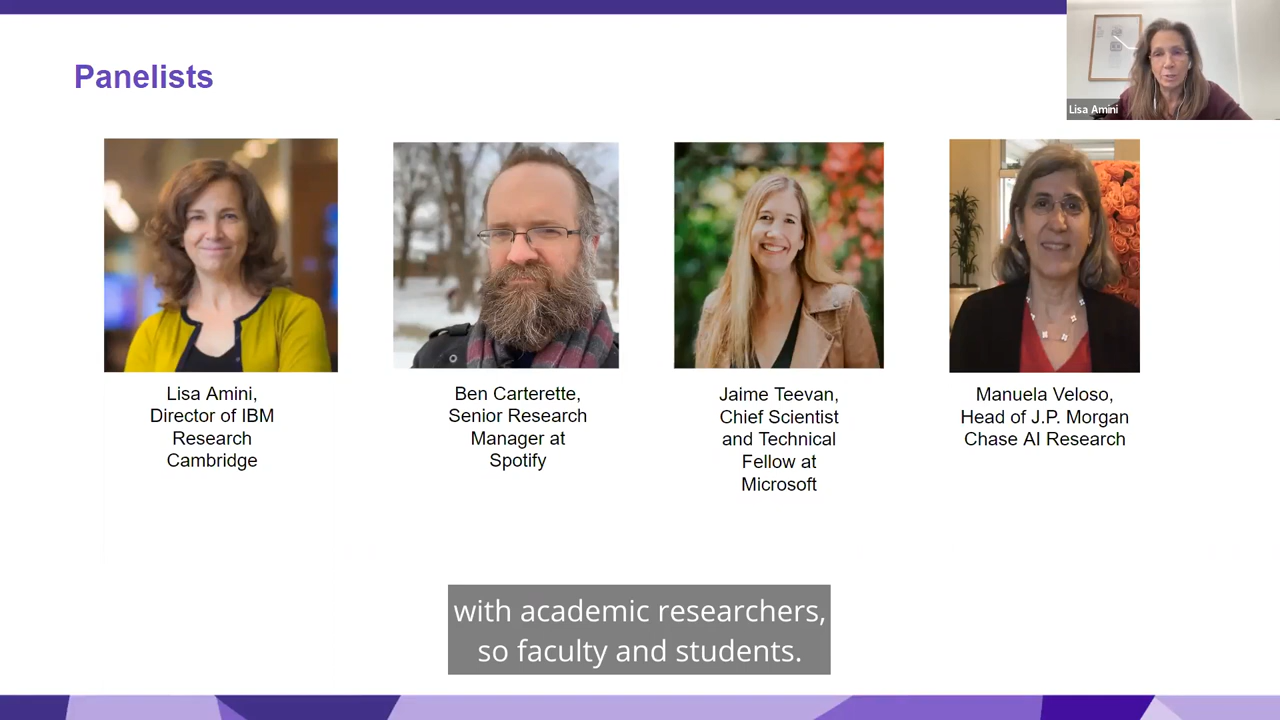 Panelists
Lisa Amini
Lisa Amini,
Director of IBM
Research
Cambridge
Ben Carterette,
Senior Research
Manager at
Spotify
Jaime Teevan,
Chief Scientist
and Technical
Fellow at
Microsoft
Manuela Veloso,
Head of J.P. Morgan
Chase AI Research
with academic researchers,
so faculty and students.